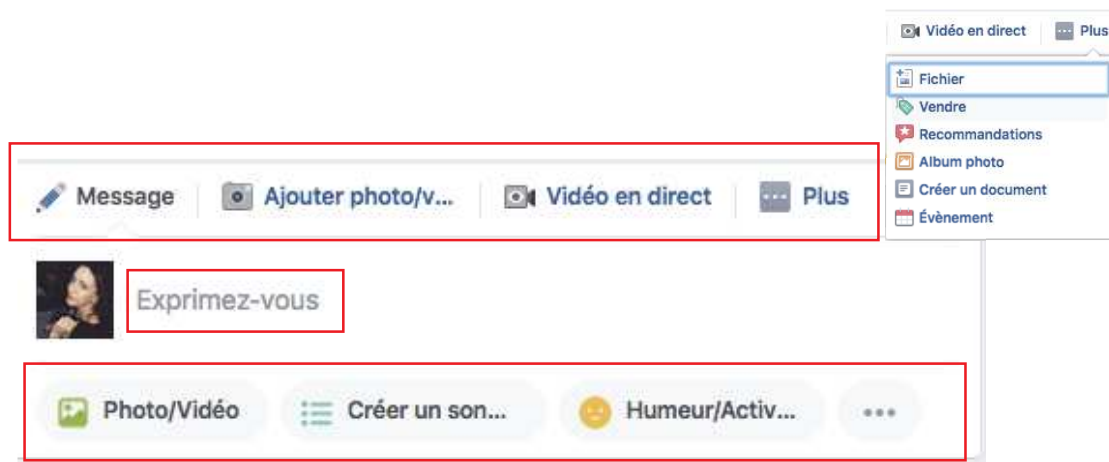 Vidéo en direct Plus
Fichier
Vendre
Recommandations
Album photo
Créer un document
Évènement
Message Ajouter photo/v... Vidéo en direct Plus
Exprimez-vous
Photo/Vidéo Créer un son... Humeur/Activ... •••